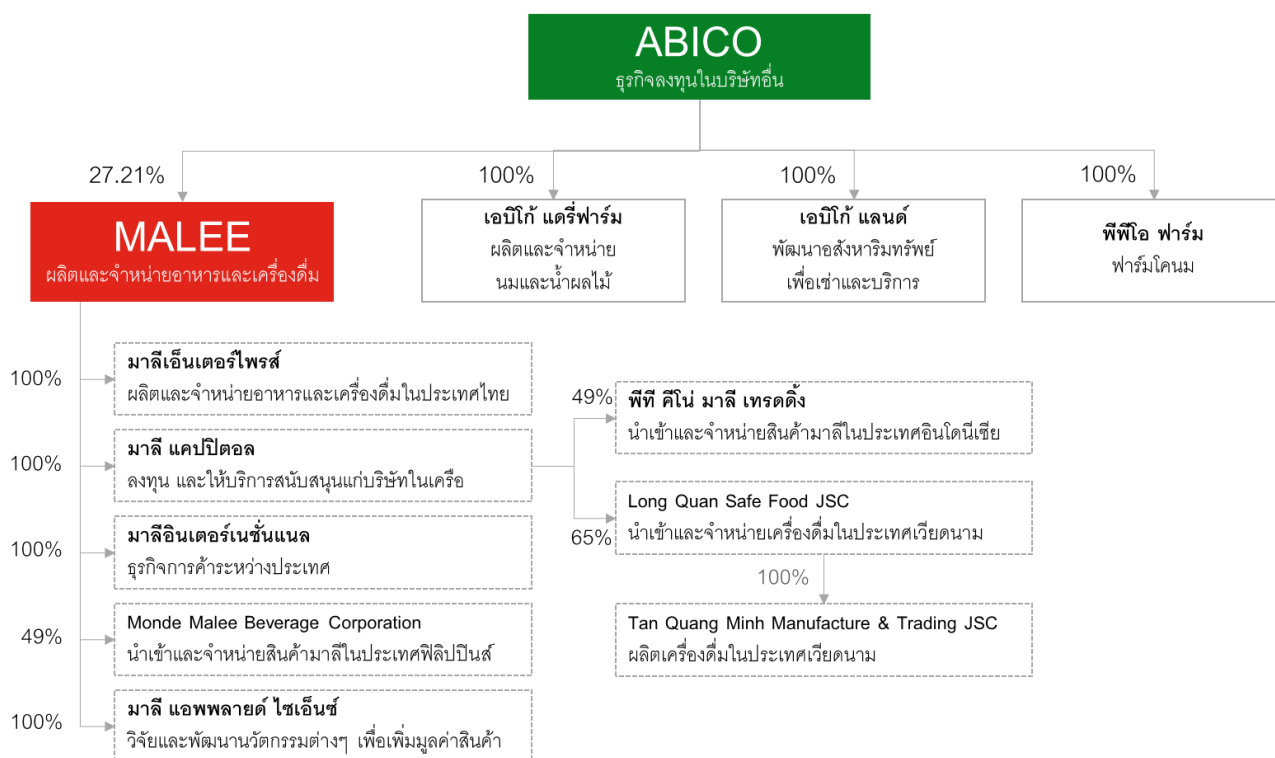 ABICO
ธุรกิจลงทุนในบริษัทอื่น
27.21%
100%
100%
100%
MALEE
ผลิตและจำหน่ายอาหารและเครื่องดื่ม
เอบิโก้ แดรี่ฟาร์ม
ผลิตและจำหน่าย
นมและน้ำผลไม้
เอบิโก้ แลนด์
พัฒนาอสังหาริมทรัพย์
เพื่อเช่าและบริการ
พีพีโอ ฟาร์ม
ฟาร์มโคนม
100%
มาลีเอ็นเตอร์ไพรส์
ผลิตและจำหน่ายอาหารและเครื่องดื่มในประเทศไทย
100%
มาลี แคปปิตอล
ลงทุน และให้บริการสนับสนุนแก่บริษัทในเครือ
49%
พีที คีโน่ มาลี เทรดดิ้ง
นำเข้าและจำหน่ายสินค้ามาลีในประเทศอินโดนีเซีย
65%
Long Quan Safe Food JSC
นำเข้าและจำหน่ายเครื่องดื่มในประเทศเวียดนาม
100%
มาลีอินเตอร์เนชั่นแนล
ธุรกิจการค้าระหว่างประเทศ
100%
49%
Monde Malee Beverage Corporation
นำเข้าและจำหน่ายสินค้ามาลีในประเทศฟิลิปปินส์
Tan Quang Minh Manufacture & Trading JSC
ผลิตเครื่องดื่มในประเทศเวียดนาม
100%
มาลี แอพพลายด์ ไซเอ็นซ์
วิจัยและพัฒนานวัตกรรมต่างๆ เพื่อเพิ่มมูลค่าสินค้า